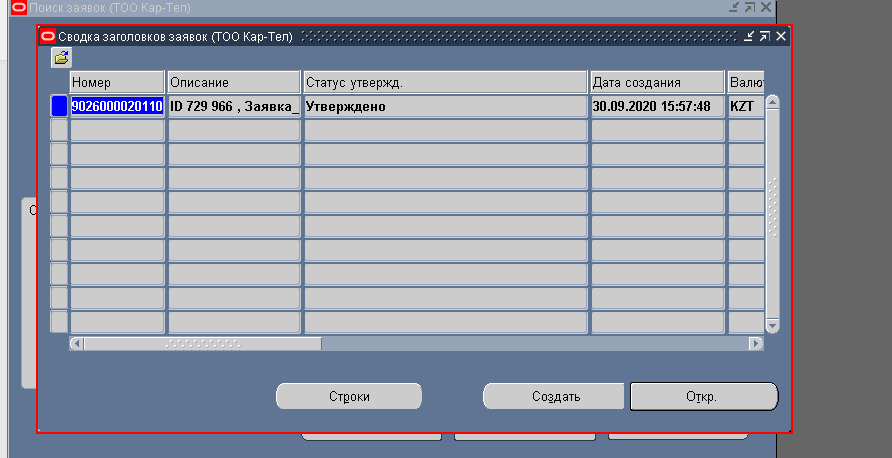 Поиск заявок (ТОО Кар-Тел)
Сводка заголовков заявок (ТОО Кар-Тел)
Номер Описание Статус утвержд. Дата создания Валют
9026000020110 ID 729 966 , Заявка_ Утверждено 30.09.2020 15:57:48 KZT
С
Строки Создать Откр.